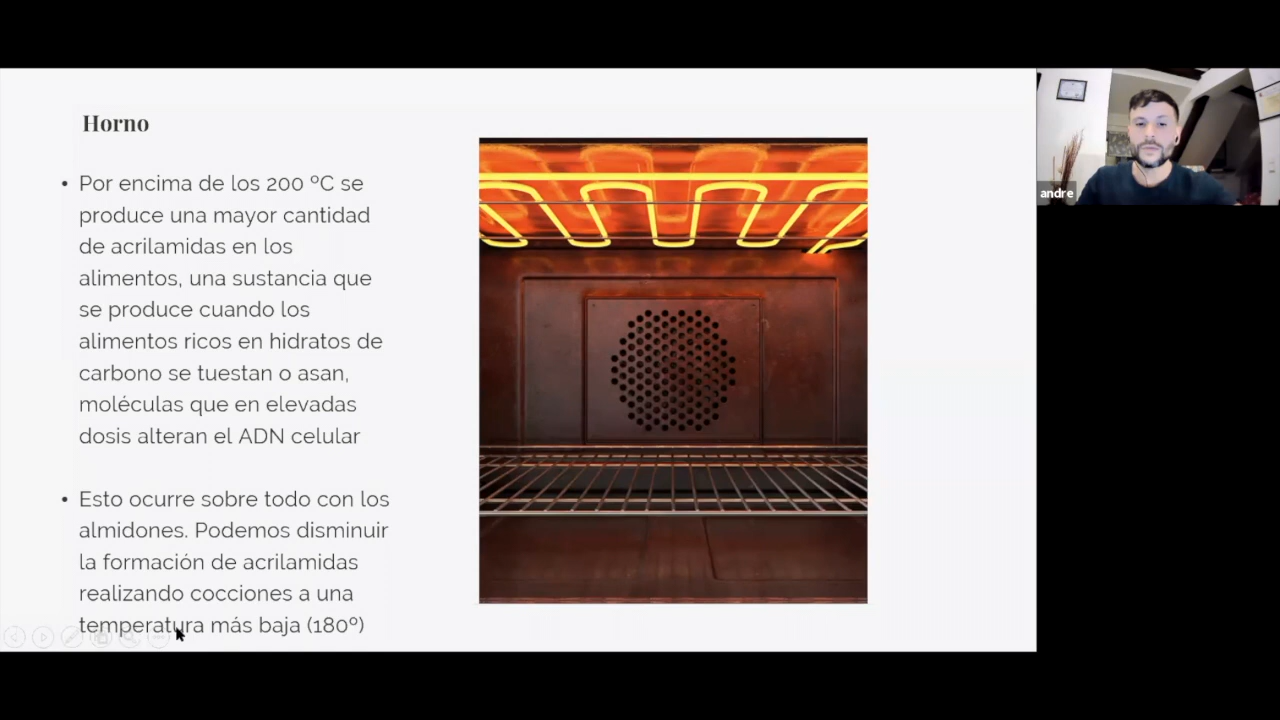 Horno
• Por encima de los 200 ºC se
produce una mayor cantidad
de acrilamidas en los
alimentos, una sustancia que
se produce cuando los
alimentos ricos en hidratos de
carbono se tuestan o asan,
moléculas que en elevadas
dosis alteran el ADN celular
• Esto ocurre sobre todo con los
almidones. Podemos disminuir
la formación de acrilamidas
realizando cocciones a una
temperatura más baja (180º)
andre